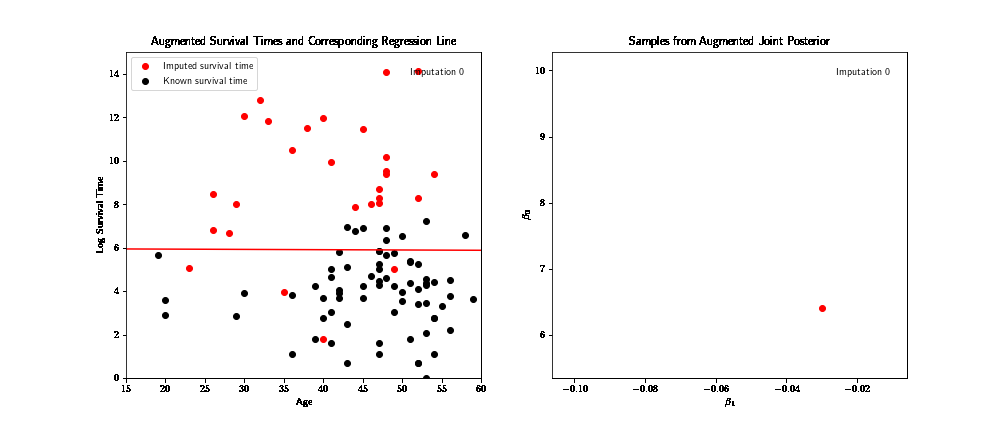 Augmented Survival Times and Corresponding Regression Line
Imputed survival time
Known survival time
Imputation 0
14
12
10
8
6
4
2
0
Log Survival Time
15 20 25 30 35 40 45 50 55 60
Age
Samples from Augmented Joint Posterior
Imputation 0
10
9
8
7
6
β₀
−0.10 −0.08 −0.06 −0.04 −0.02
β₁